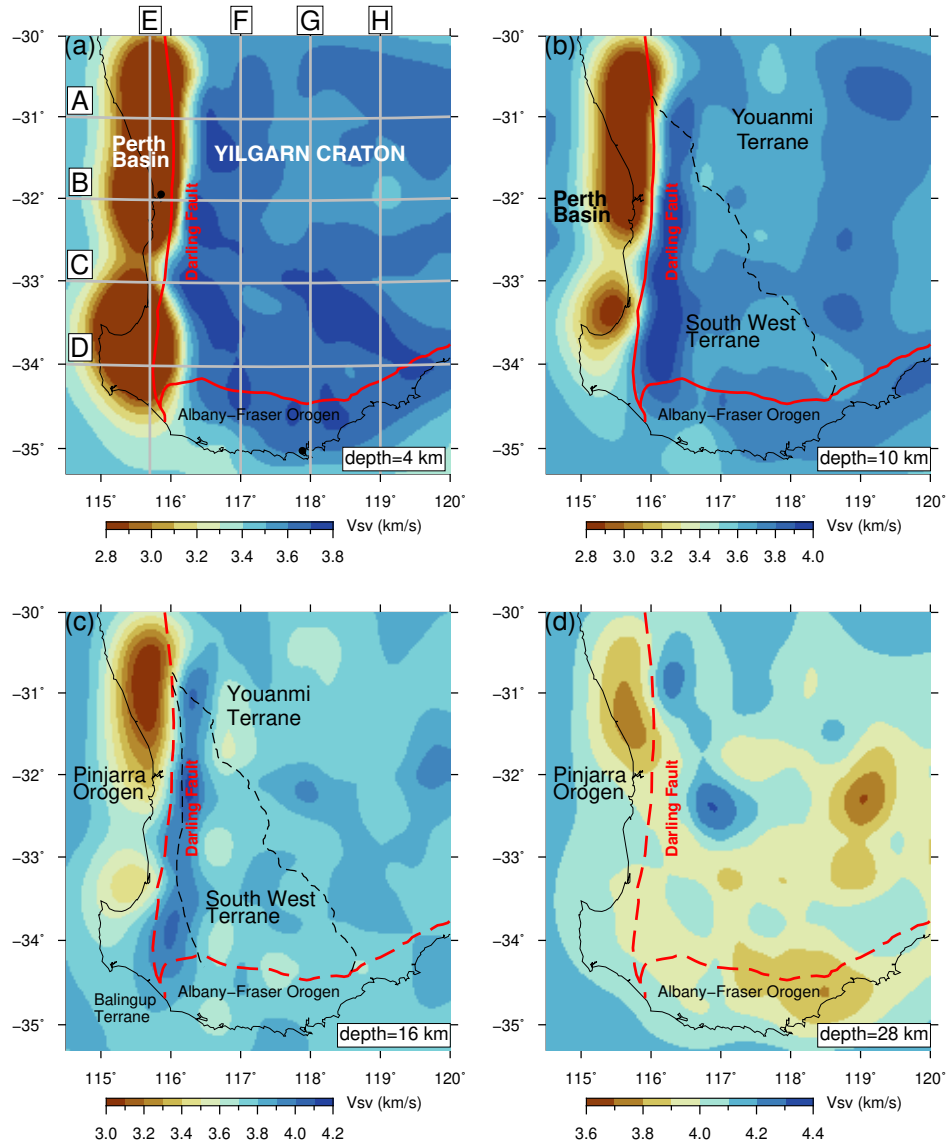 E F G H
(a)
−30˚
−31˚
−32˚
−33˚
−34˚
−35˚
A
B
C
D
Perth
Basin
YILGARN CRATON
Darling Fault
Albany−Fraser Orogen
depth=4 km
115˚ 116˚ 117˚ 118˚ 119˚ 120˚
Vsv (km/s)
2.8 3.0 3.2 3.4 3.6 3.8
(b)
−30˚
−31˚
−32˚
−33˚
−34˚
−35˚
Youanmi
Terrane
Perth
Basin
Darling Fault
South West
Terrane
Albany−Fraser Orogen
depth=10 km
115˚ 116˚ 117˚ 118˚ 119˚ 120˚
Vsv (km/s)
2.8 3.0 3.2 3.4 3.6 3.8 4.0
(c)
−30˚
−31˚
−32˚
−33˚
−34˚
−35˚
Youanmi
Terrane
Pinjarra
Orogen
Darling Fault
South West
Terrane
Balingup
Terrane
Albany−Fraser Orogen
depth=16 km
115˚ 116˚ 117˚ 118˚ 119˚ 120˚
Vsv (km/s)
3.0 3.2 3.4 3.6 3.8 4.0 4.2
(d)
−30˚
−31˚
−32˚
−33˚
−34˚
−35˚
Pinjarra
Orogen
Darling Fault
Albany−Fraser Orogen
depth=28 km
115˚ 116˚ 117˚ 118˚ 119˚ 120˚
Vsv (km/s)
3.6 3.8 4.0 4.2 4.4